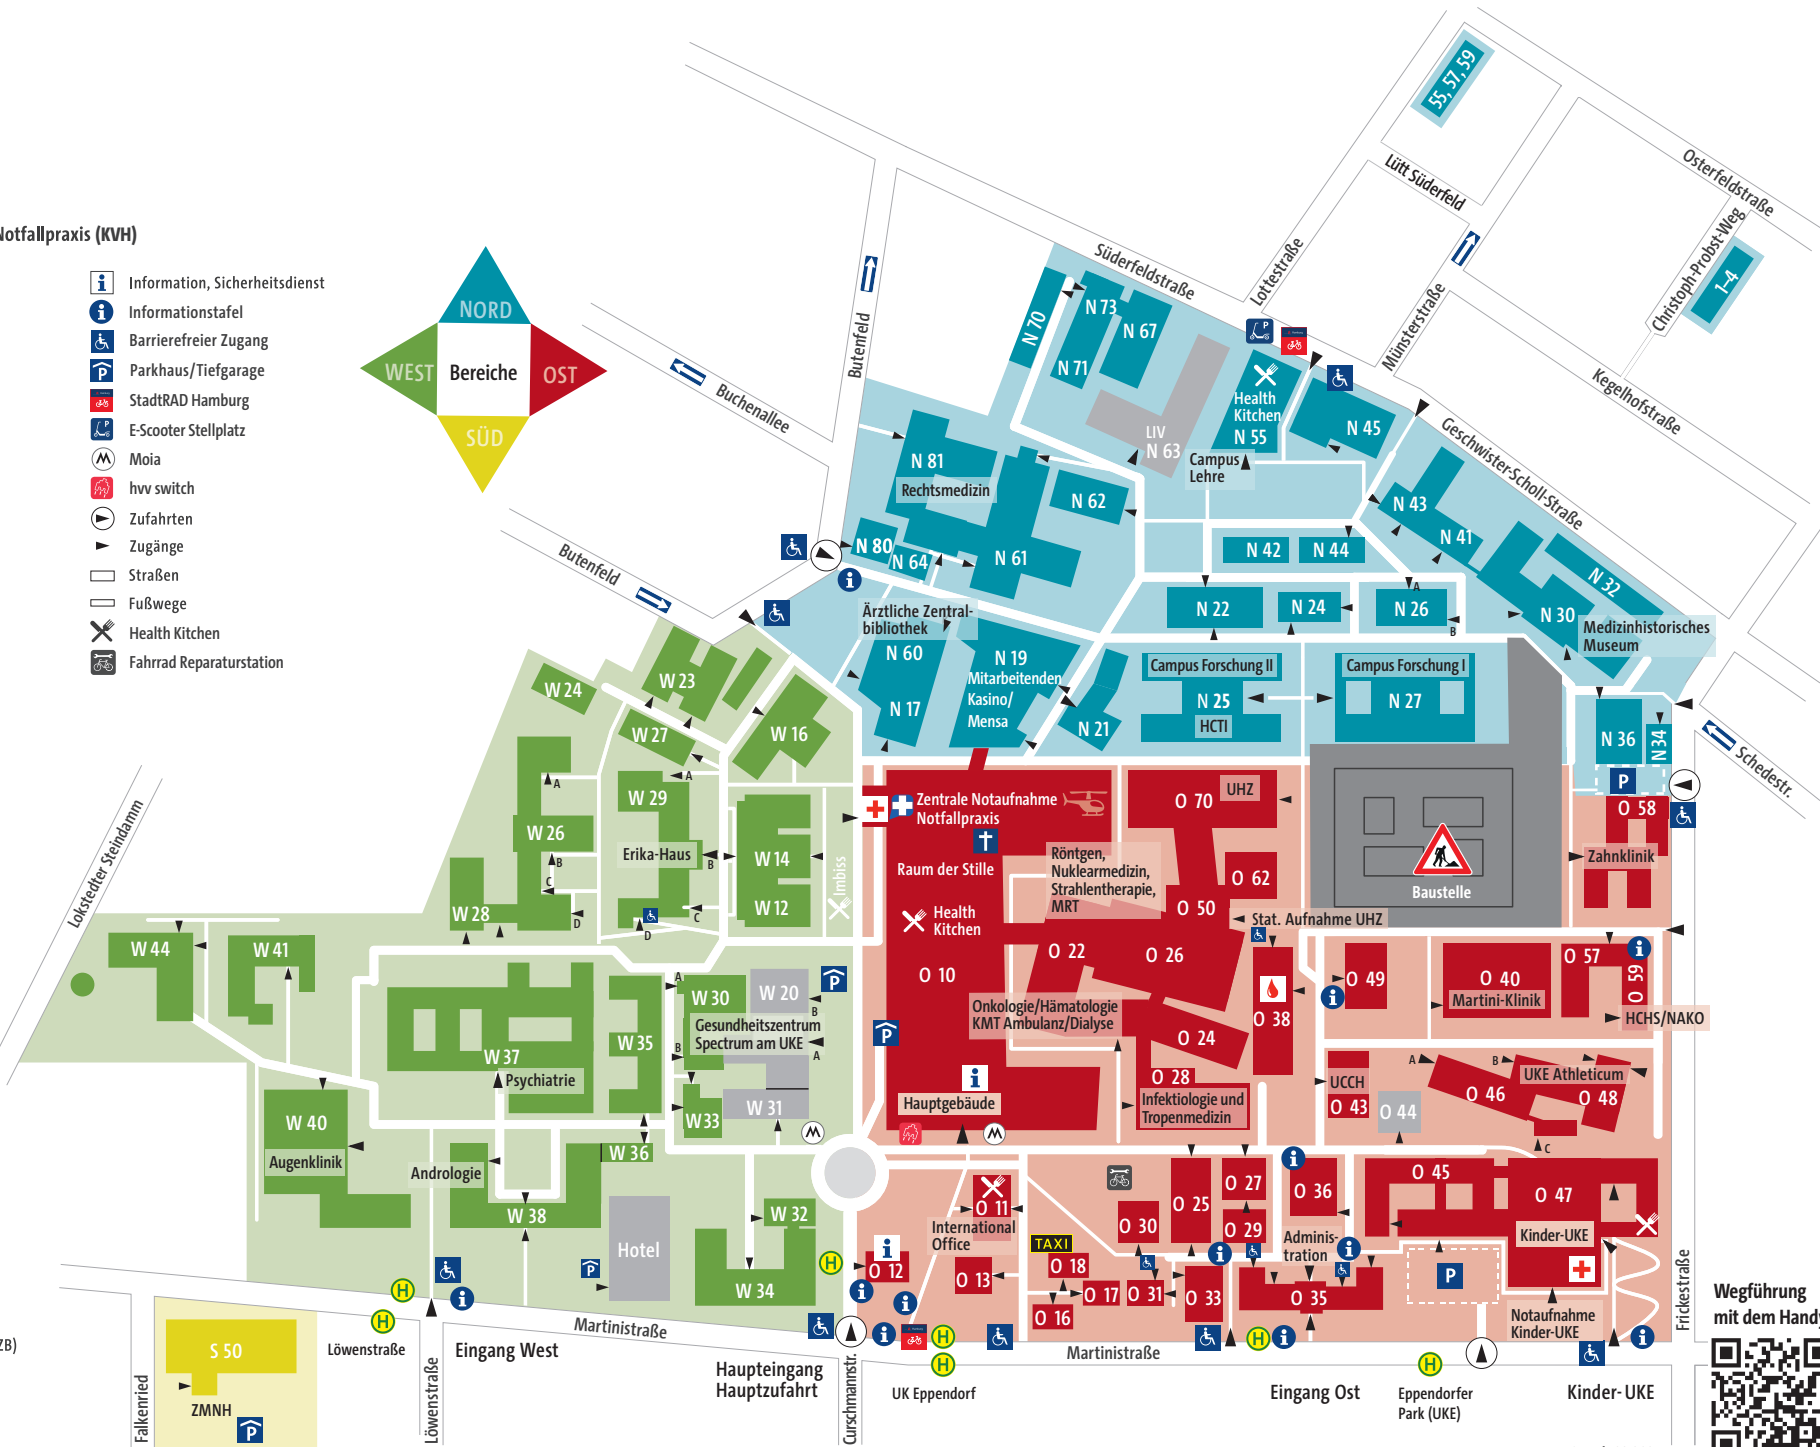 Notfallpraxis (KVH)
Information, Sicherheitsdienst
Informationstafel
Barrierefreier Zugang
Parkhaus/Tiefgarage
StadtRAD Hamburg
E-Scooter Stellplatz
Moia
hvv switch
Zufahrten
Zugänge
Straßen
Fußwege
Health Kitchen
Fahrrad Reparaturstation
NORD
WEST
Bereiche
OST
SÜD
55, 57, 59
Lütt Süderfeld
Osterfeldstraße
Christoph-Probst-Weg
1–4
Kegelhofstraße
Münsterstraße
Lottestraße
Süderfeldstraße
Geschwister-Scholl-Straße
Schedestr.
Butenfeld
Buchenallee
Butenfeld
Lokstedter Steindamm
N 70
N 73
N 67
N 71
LIV
N 63
Health
Kitchen
N 55
Campus
Lehre
N 45
N 81
Rechtsmedizin
N 62
N 80
N 64
N 61
N 43
N 41
N 42
N 44
N 32
N 30
Medizinhistorisches
Museum
N 22
N 24
N 26
A
B
Ärztliche Zentral-
bibliothek
N 60
N 17
N 19
Mitarbeitenden
Kasino/
Mensa
N 21
Campus Forschung II
N 25
HCTI
Campus Forschung I
N 27
N 36
N 34
P
W 24
W 23
W 27
W 16
W 29
A
W 26
A
B
C
D
Erika-Haus
B
C
D
W 14
W 12
Imbiss
W 28
W 44
W 41
W 30
A
B
W 20
B
Gesundheitszentrum
Spectrum am UKE
A
W 35
W 37
Psychiatrie
W 33
W 31
W 40
Augenklinik
Andrologie
W 36
W 38
Hotel
W 32
W 34
Zentrale Notaufnahme
Notfallpraxis
Raum der Stille
Health
Kitchen
O 10
Hauptgebäude
O 70
UHZ
Röntgen,
Nuklearmedizin,
Strahlentherapie,
MRT
O 62
O 50
Stat. Aufnahme UHZ
O 22
O 26
Onkologie/Hämatologie
KMT Ambulanz/Dialyse
O 24
O 38
O 28
Infektiologie und
Tropenmedizin
Baustelle
O 58
Zahnklinik
O 49
O 40
Martini-Klinik
O 57
O 59
HCHS/NAKO
UCCH
O 43
O 44
A
B
UKE Athleticum
O 46
O 48
C
O 11
International
Office
O 12
O 13
TAXI
O 18
O 17
O 16
O 30
O 31
O 25
O 33
O 27
O 29
O 36
Adminis-
tration
O 35
O 45
O 47
Kinder-UKE
P
Notaufnahme
Kinder-UKE
Frickestraße
Wegführung
mit dem Handy
ZB)
S 50
ZMNH
P
Falkenried
Löwenstraße
Löwenstraße
Eingang West
Martinistraße
Haupteingang
Hauptzufahrt
Curschmannstr.
H
UK Eppendorf
Martinistraße
Eingang Ost
Eppendorfer
Park (UKE)
Kinder-UKE